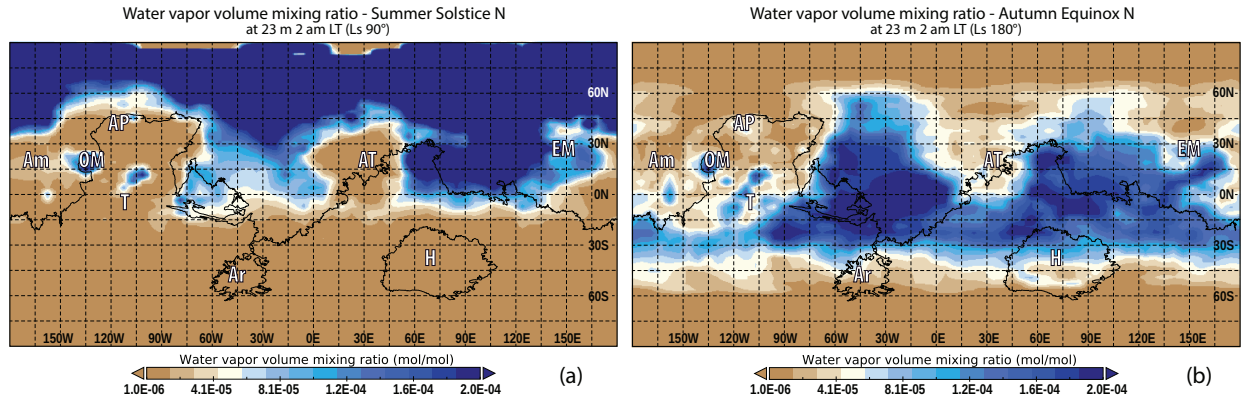 Water vapor volume mixing ratio - Summer Solstice N
at 23 m 2 am LT (Ls 90°)
60N
AP
30N
Am
OM
AT
EM
0N
T
30S
Ar
H
60S
150W 120W 90W 60W 30W 0E 30E 60E 90E 120E 150E
Water vapor volume mixing ratio (mol/mol)
1.0E-06 4.1E-05 8.1E-05 1.2E-04 1.6E-04 2.0E-04
(a)
Water vapor volume mixing ratio - Autumn Equinox N
at 23 m 2 am LT (Ls 180°)
60N
AP
30N
Am
OM
AT
EM
0N
T
30S
Ar
H
60S
150W 120W 90W 60W 30W 0E 30E 60E 90E 120E 150E
Water vapor volume mixing ratio (mol/mol)
1.0E-06 4.1E-05 8.1E-05 1.2E-04 1.6E-04 2.0E-04
(b)